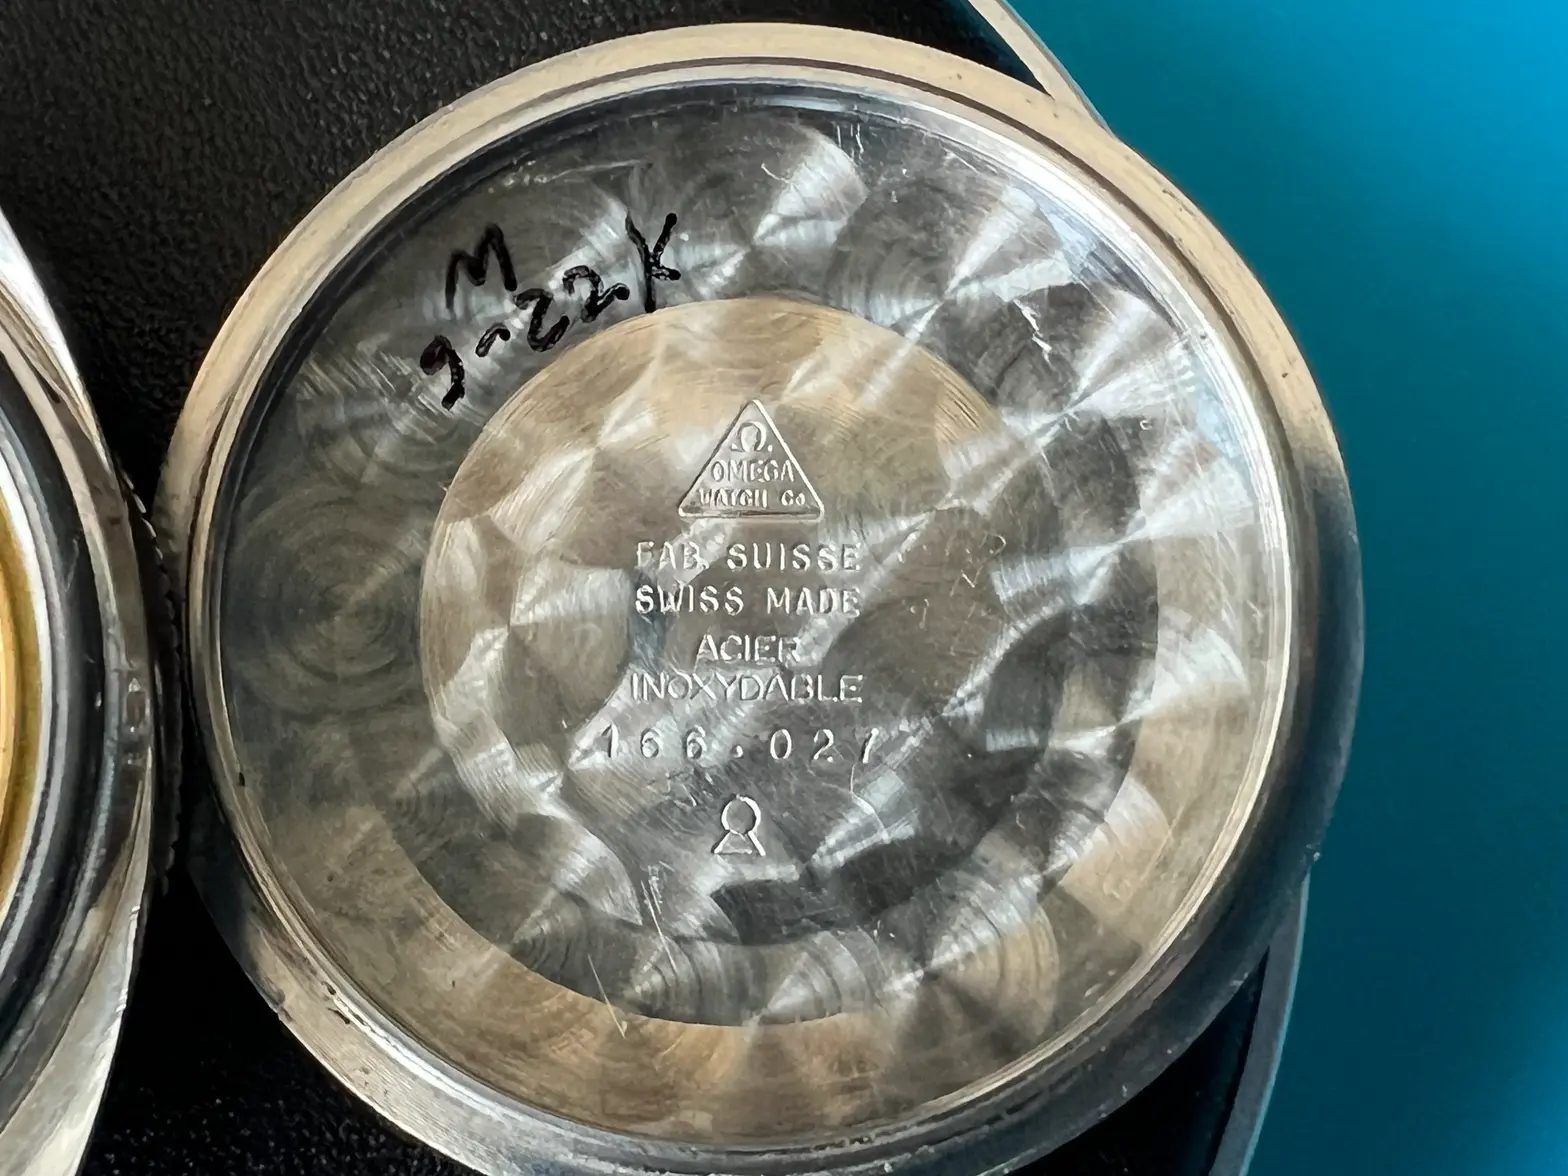 M
9-22K
Ω
OMEGA
WATCH Co
FAB. SUISSE
SWISS MADE
ACIER
INOXYDABLE
166.027